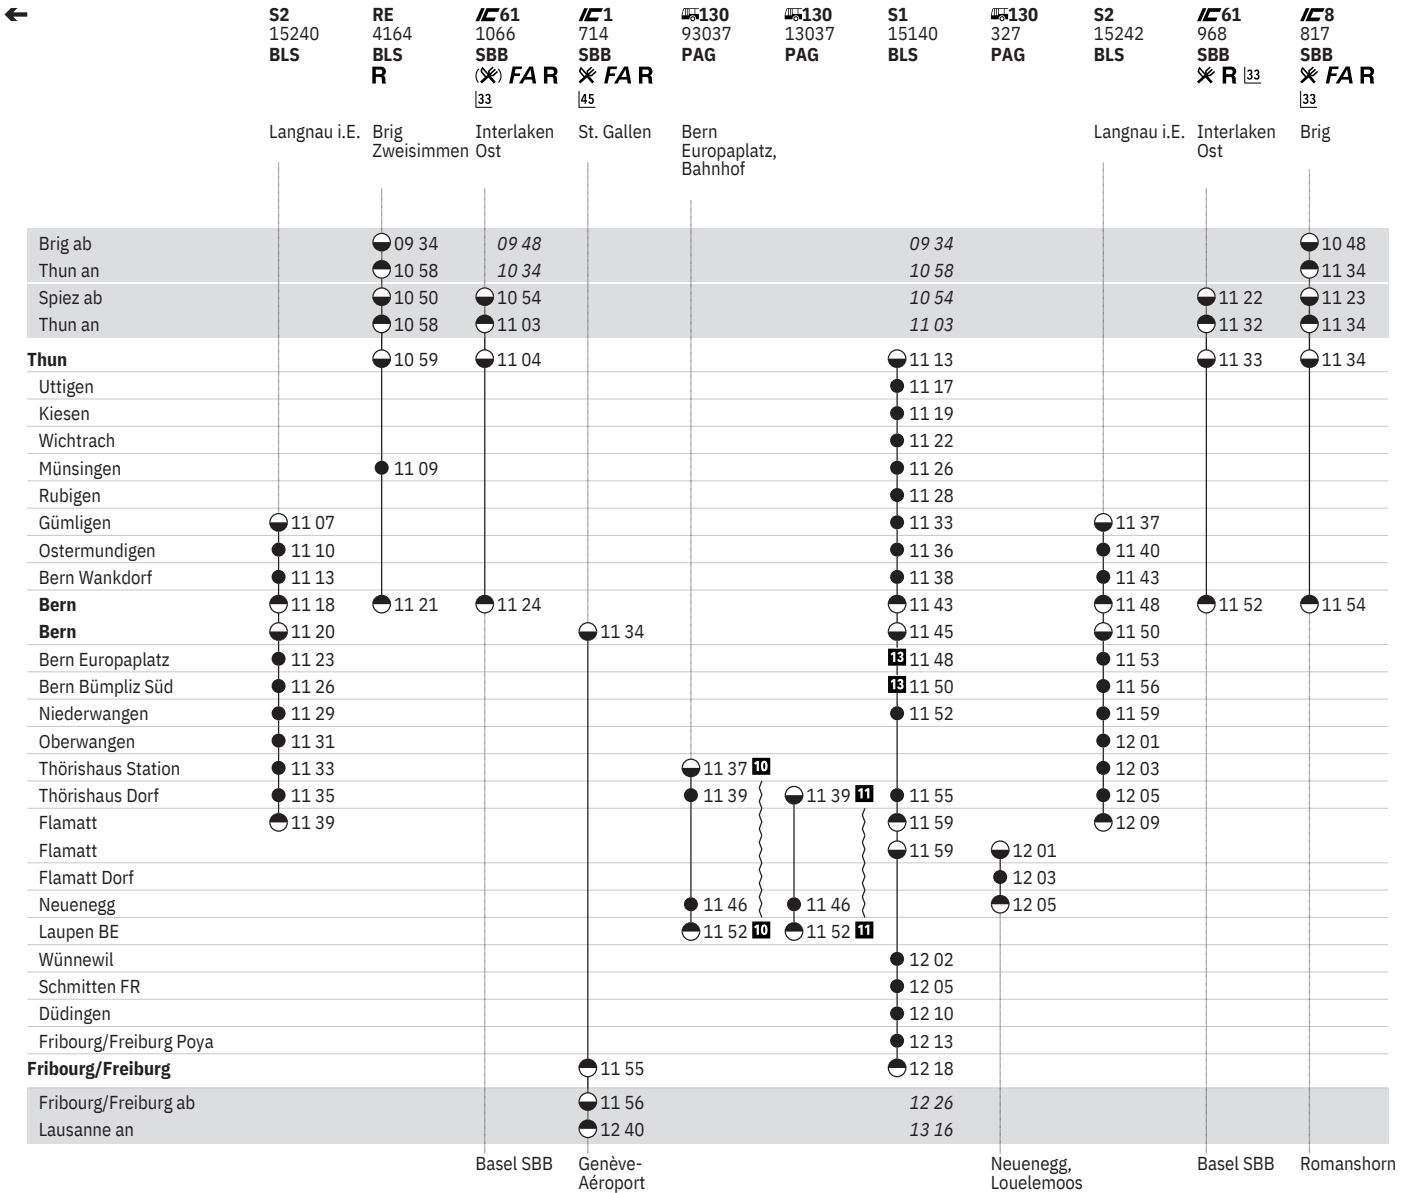 S2 RE IC61 IC1 130 130 S1 130 S2 IC61 IC8
15240 4164 1066 714 93037 13037 15140 327 15242 968 817
BLS BLS SBB SBB PAG PAG BLS PAG BLS SBB SBB
R FA R FA R R 33 FA R
33 45 33
Langnau i.E. Brig Interlaken St. Gallen Bern Langnau i.E. Interlaken Brig
Zweisimmen Ost Europaplatz, Ost
Bahnhof
Brig ab 09 34 09 48 09 34 10 48
Thun an 10 58 10 34 10 58 11 34
Spiez ab 10 50 10 54 10 54 11 22 11 23
Thun an 10 58 11 03 11 03 11 32 11 34
Thun 10 59 11 04 11 13 11 33 11 34
Uttigen 11 17
Kiesen 11 19
Wichtrach 11 22
Münsingen 11 09 11 26
Rubigen 11 28
Gümligen 11 07 11 33 11 37
Ostermundigen 11 10 11 36 11 40
Bern Wankdorf 11 13 11 38 11 43
Bern 11 18 11 21 11 24 11 43 11 48 11 52 11 54
Bern 11 20 11 34 11 45 11 50
Bern Europaplatz 11 23 13 11 48 11 53
Bern Bümpliz Süd 11 26 13 11 50 11 56
Niederwangen 11 29 11 52 11 59
Oberwangen 11 31 12 01
Thörishaus Station 11 33 11 37 10 12 03
Thörishaus Dorf 11 35 11 39 11 39 11 11 55 12 05
Flamatt 11 39 11 59 12 09
Flamatt 11 59 12 01
Flamatt Dorf 12 03
Neuenegg 11 46 11 46 12 05
Laupen BE 11 52 10 11 52 11
Wünnewil 12 02
Schmitten FR 12 05
Düdingen 12 10
Fribourg/Freiburg Poya 12 13
Fribourg/Freiburg 11 55 12 18
Fribourg/Freiburg ab 11 56 12 26
Lausanne an 12 40 13 16
Basel SBB Genève- Neuenegg, Basel SBB Romanshorn
Aéroport Louelemoos